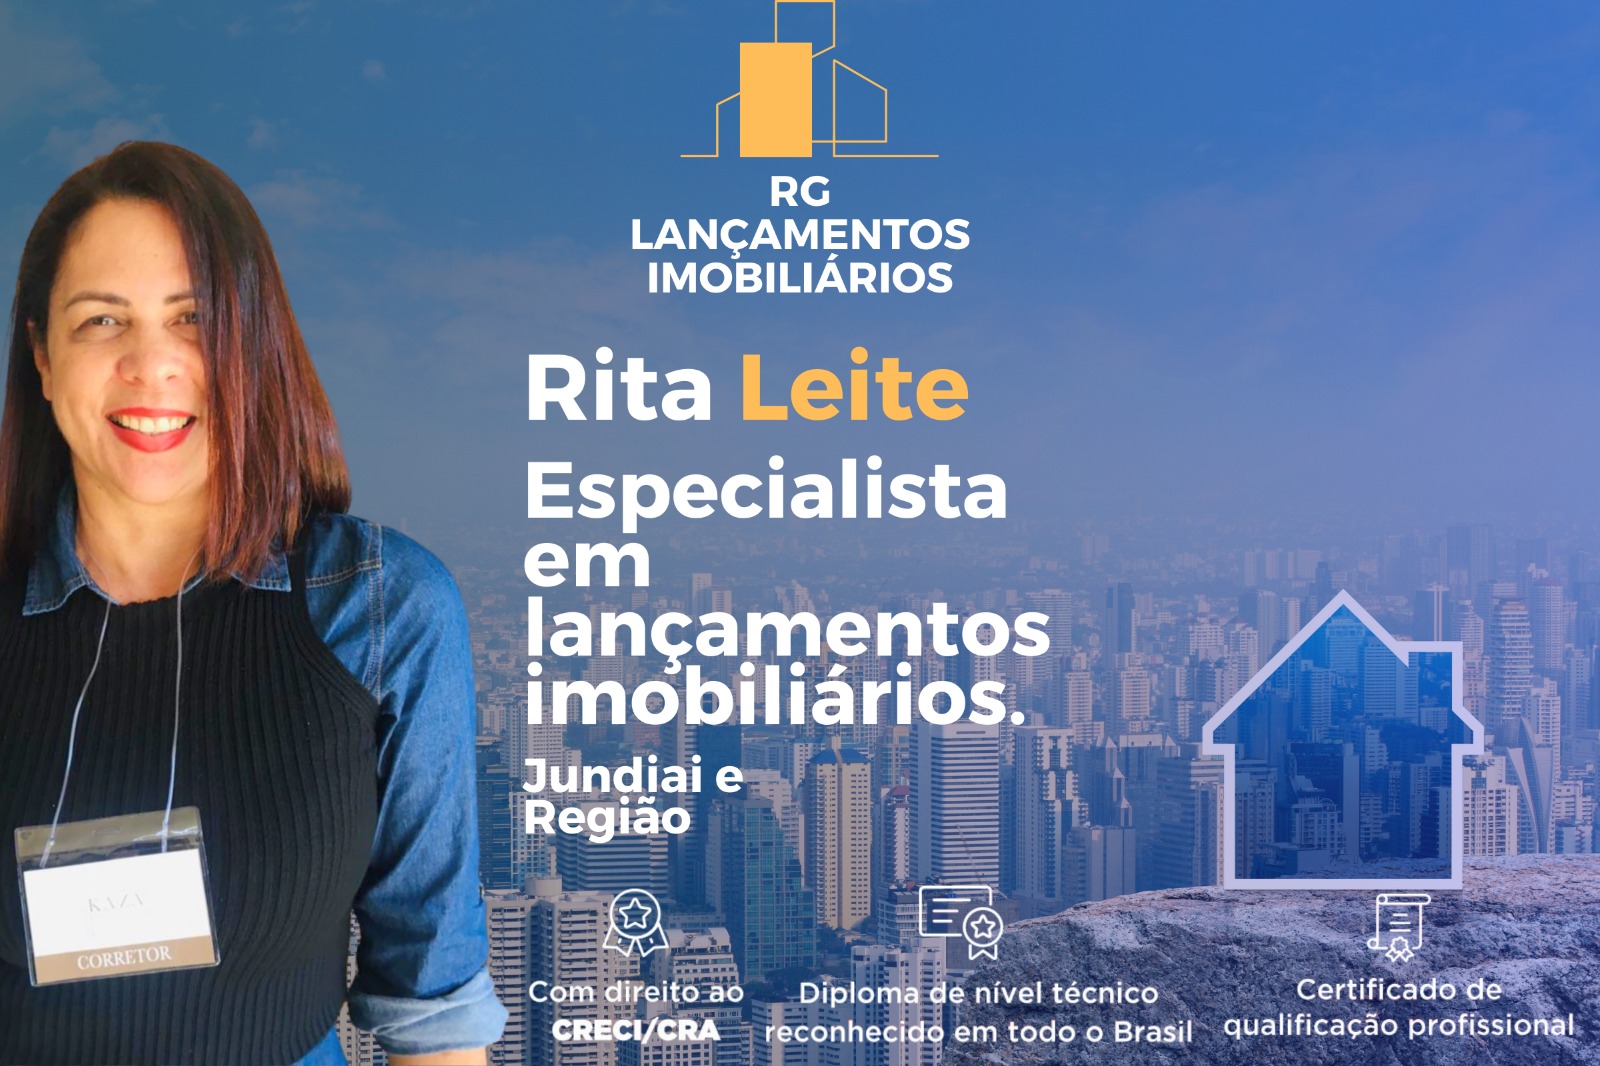 RG
LANÇAMENTOS
IMOBILIÁRIOS
Rita Leite
Especialista
em
lançamentos
imobiliários.
Jundiai e
Região
KAZA
CORRETOR
Com direito ao
CRECI/CRA
Diploma de nível técnico
reconhecido em todo o Brasil
Certificado de
qualificação profissional